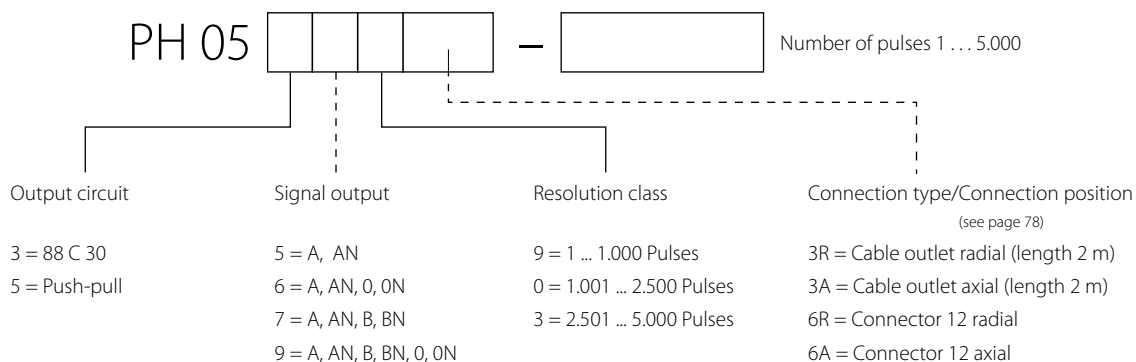 PH 05 – Number of pulses 1 . . . 5.000
Output circuit Signal output Resolution class Connection type/Connection position
(see page 78)
3 = 88 C 30 5 = A, AN 9 = 1 ... 1.000 Pulses 3R = Cable outlet radial (length 2 m)
5 = Push-pull 6 = A, AN, 0, 0N 0 = 1.001 ... 2.500 Pulses 3A = Cable outlet axial (length 2 m)
7 = A, AN, B, BN 3 = 2.501 ... 5.000 Pulses 6R = Connector 12 radial
9 = A, AN, B, BN, 0, 0N 6A = Connector 12 axial